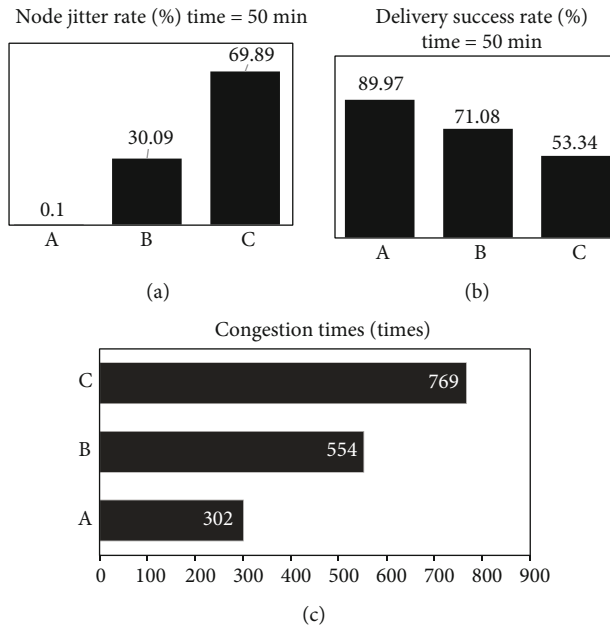 Node jitter rate (%) time = 50 min
69.89
30.09
0.1
A B C
(a)
Delivery success rate (%)
time = 50 min
89.97
71.08
53.34
A B C
(b)
Congestion times (times)
C 769
B 554
A 302
0 100 200 300 400 500 600 700 800 900
(c)